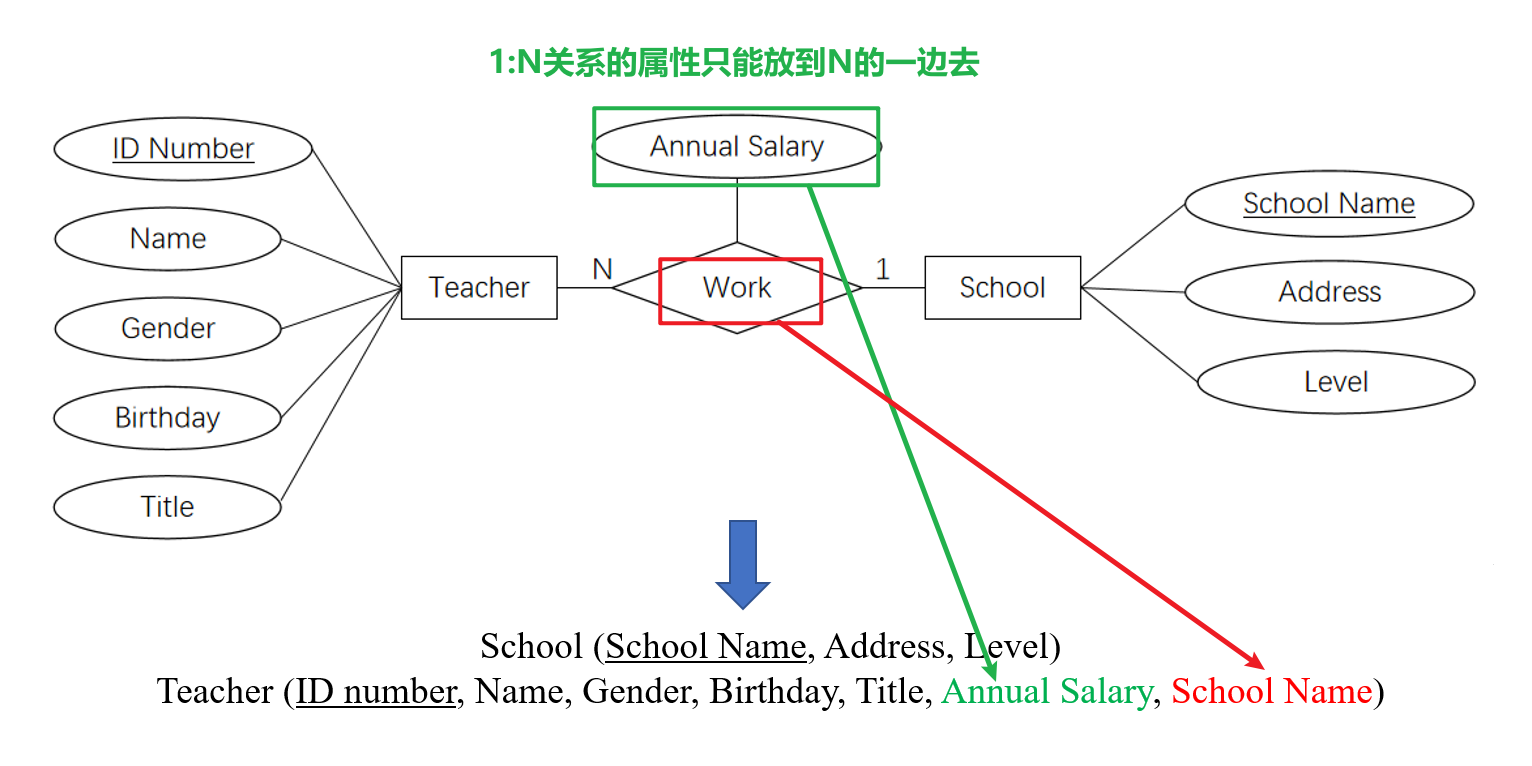 1:N关系的属性只能放到N的一边去
Annual Salary
ID Number
Name
Gender
Birthday
Title
Teacher
N
Work
1
School
School Name
Address
Level
School (School Name, Address, Level)
Teacher (ID number, Name, Gender, Birthday, Title, Annual Salary, School Name)